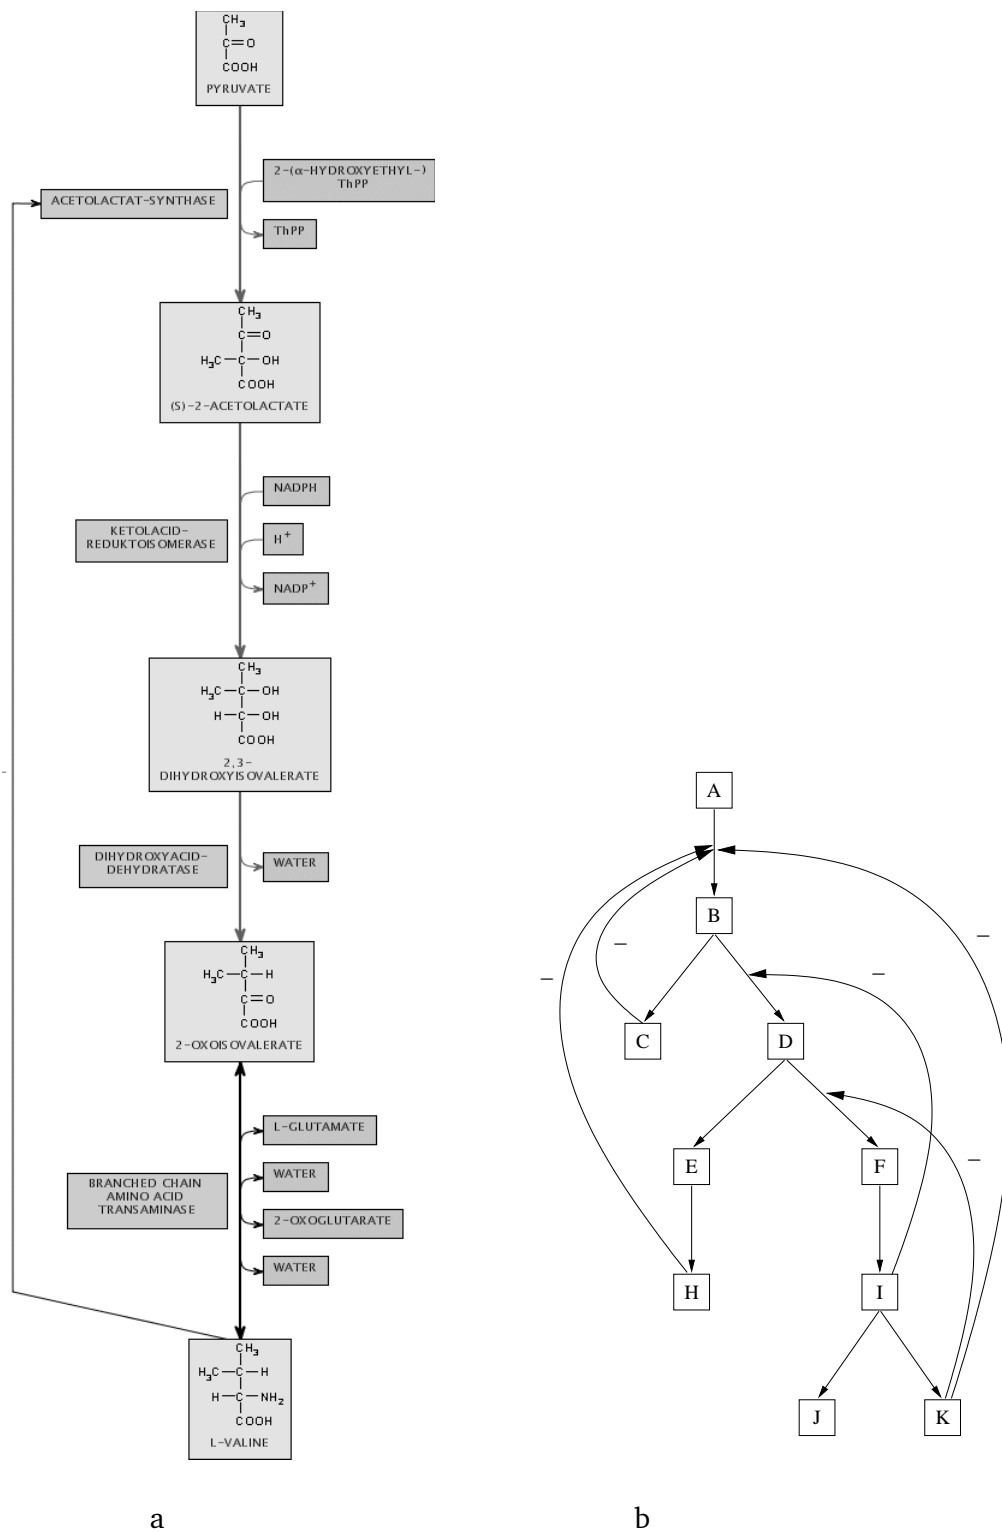 CH3
C=O
COOH
PYRUVATE
2-(α-HYDROXYETHYL-)
ThPP
ACETOLACTAT-SYNTHASE
ThPP
CH3
C=O
H3C-C-OH
COOH
(S)-2-ACETOLACTATE
NADPH
KETOLACID-
REDUKTOISOMERASE
H+
NADP+
CH3
H3C-C-OH
H-C-OH
COOH
2,3-
DIHYDROXYISOVALERATE
-
DIHYDROXYACID-
DEHYDRATASE
WATER
CH3
H3C-C-H
C=O
COOH
2-OXOISOVALERATE
L-GLUTAMATE
WATER
BRANCHED CHAIN
AMINO ACID
TRANSAMINASE
2-OXOGLUTARATE
WATER
CH3
H3C-C-H
H-C-NH2
COOH
L-VALINE
a
A
B
–
–
–
–
C
D
E
F
–
H
I
J
K
b